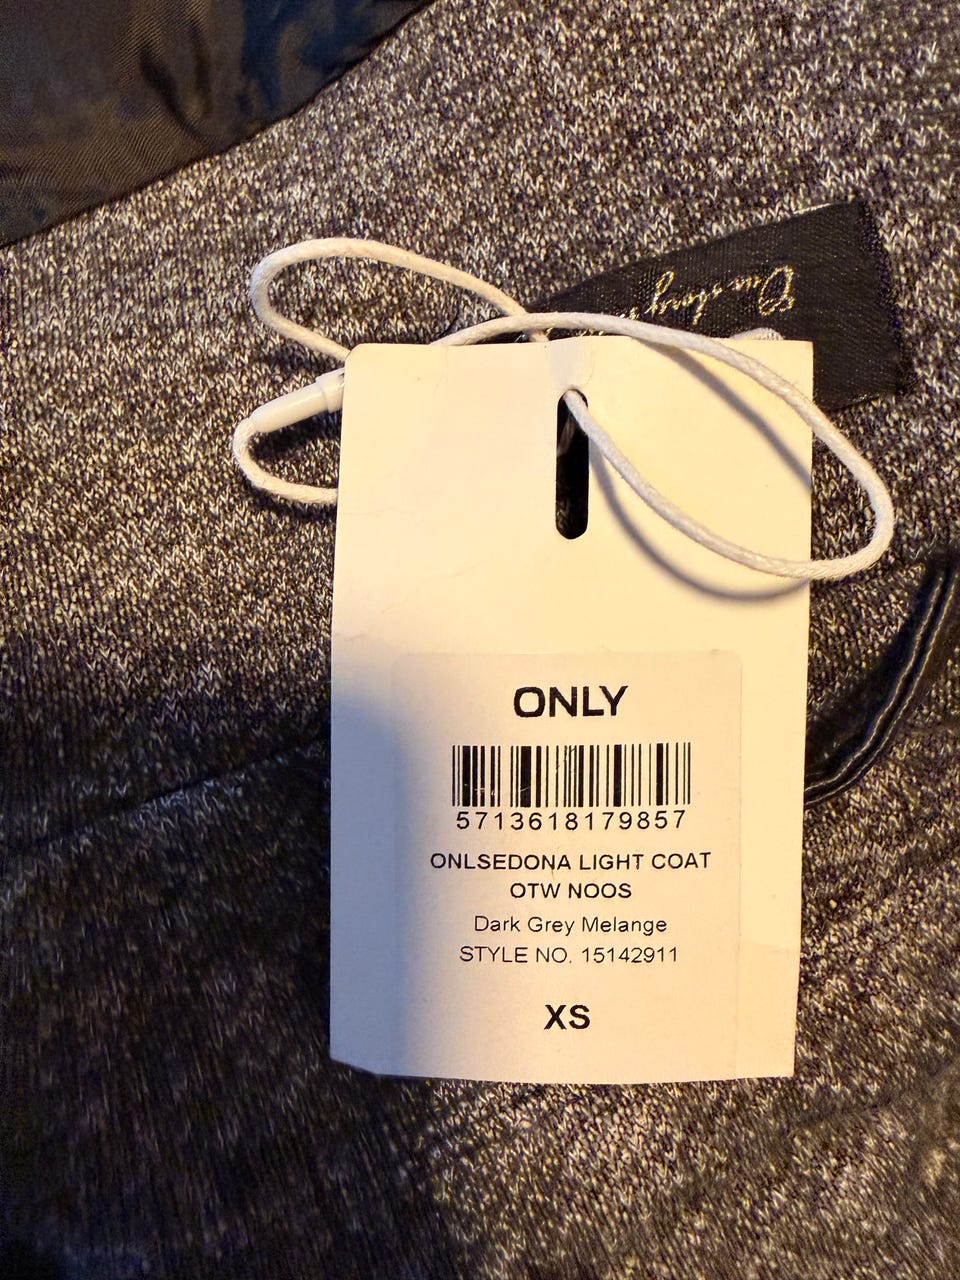 ONLY
5713618179857
ONLSEDONA LIGHT COAT
OTW NOOS
Dark Grey Melange
STYLE NO. 15142911
XS